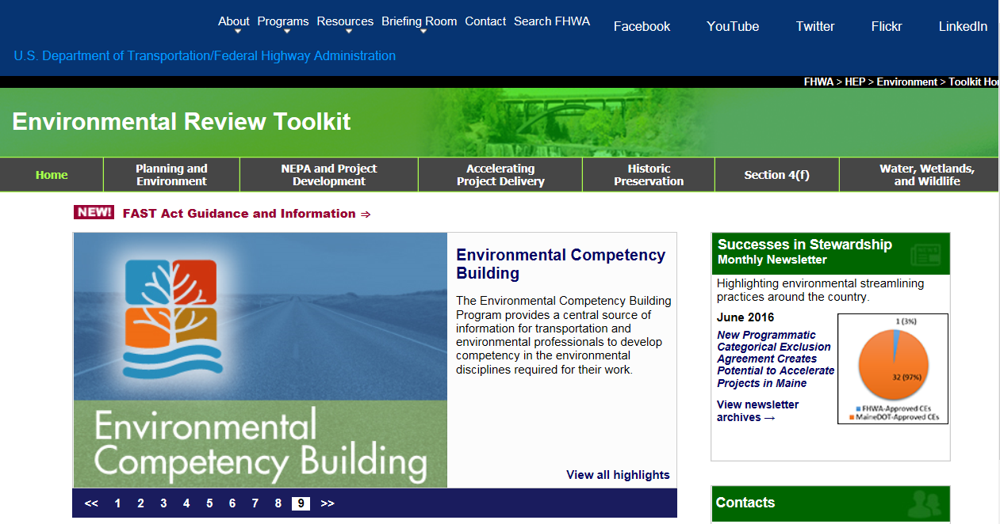 About Programs Resources Briefing Room Contact Search FHWA Facebook YouTube Twitter Flickr LinkedIn
U.S. Department of Transportation/Federal Highway Administration
FHWA > HEP > Environment > Toolkit Ho
Environmental Review Toolkit
Home
Planning and
Environment
NEPA and Project
Development
Accelerating
Project Delivery
Historic
Preservation
Section 4(f)
Water, Wetlands,
and Wildlife
NEW! FAST Act Guidance and Information ⇒
Environmental
Competency Building
Environmental Competency
Building
The Environmental Competency Building
Program provides a central source of
information for transportation and
environmental professionals to develop
competency in the environmental
disciplines required for their work.
View all highlights
<< 1 2 3 4 5 6 7 8 9 >>
Successes in Stewardship
Monthly Newsletter
NEWS
Highlighting environmental streamlining
practices around the country.
June 2016
New Programmatic
Categorical Exclusion
Agreement Creates
Potential to Accelerate
Projects in Maine
View newsletter
archives →
1 (3%)
32 (97%)
FHWA-Approved CEs
MaineDOT-Approved CEs
Contacts